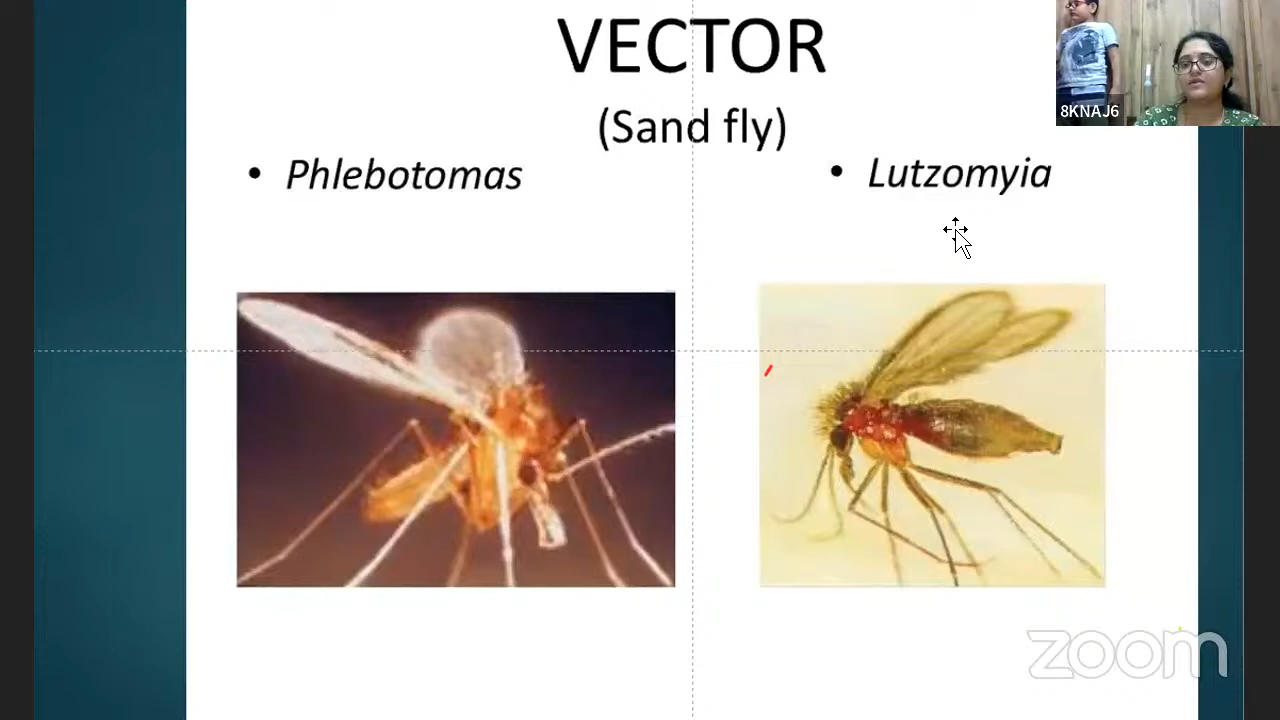 VECTOR
(Sand fly)
• Phlebotomas
• Lutzomyia
8KNAJ6
zoom